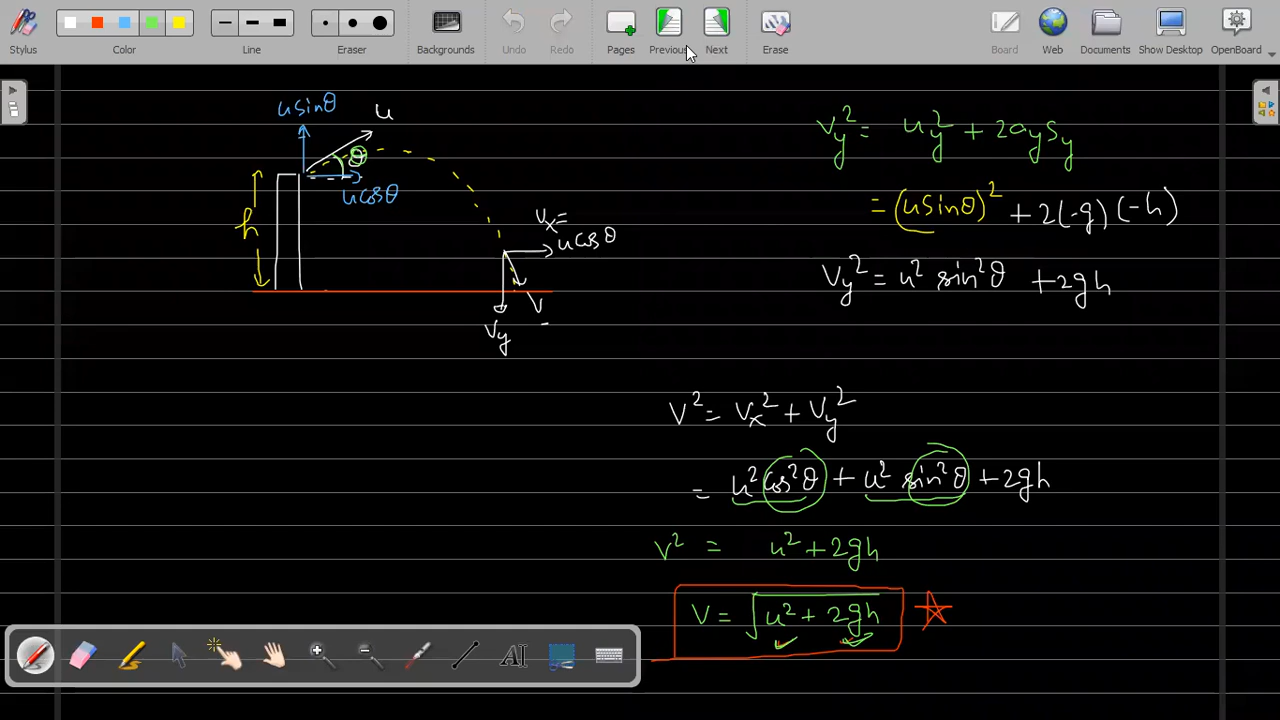 Stylus Color Line Eraser Backgrounds Undo Redo Pages Previous Next Erase Board Web Documents Show Desktop OpenBoard
usinθ
u
θ
ucosθ
h
Vx=
ucosθ
V
Vy
Vy² = uy² + 2aySy
= (usinθ)² + 2(-g)(-h)
Vy² = u² sin²θ + 2gh
V² = Vx² + Vy²
= u² cos²θ + u² sin²θ + 2gh
V² = u² + 2gh
V = √u² + 2gh